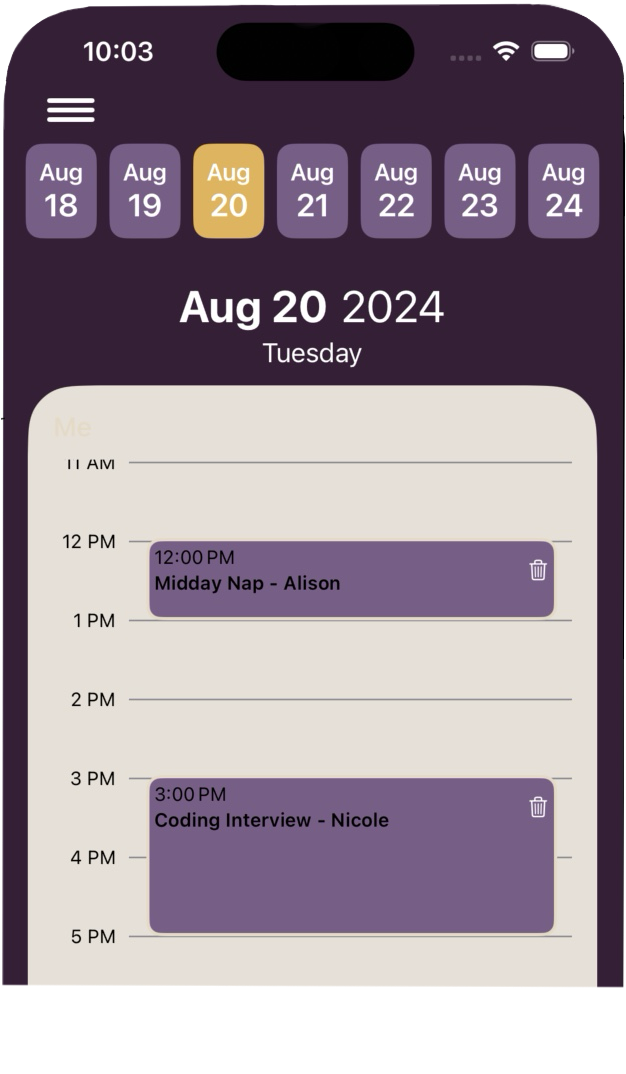 10:03
Aug Aug Aug Aug Aug Aug Aug
18 19 20 21 22 23 24
Aug 20 2024
Tuesday
Me
11 AM
12 PM
12:00 PM
Midday Nap - Alison
1 PM
2 PM
3 PM
3:00 PM
Coding Interview - Nicole
4 PM
5 PM